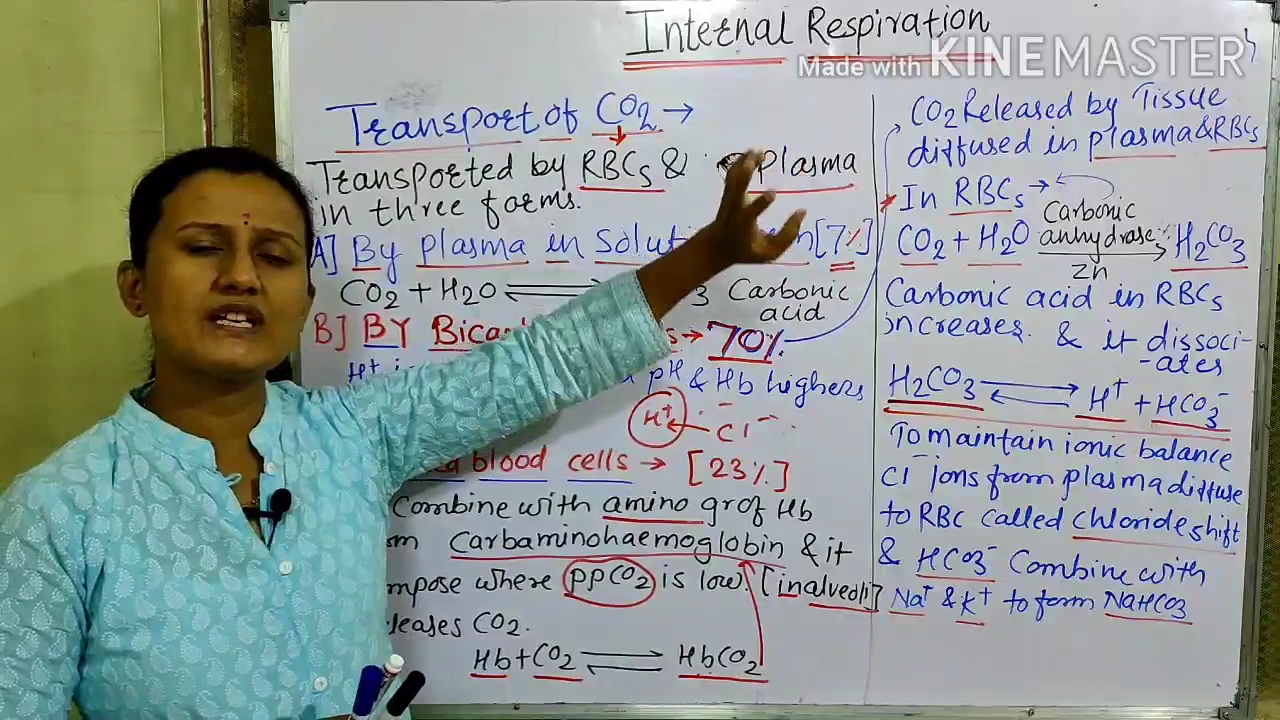 Internal Respiration
Made with KINEMASTER
Transport of CO2 →
Transported by RBCs & plasma
in three forms.
A] By plasma in [7%]
CO2 + H2O ⇌ 3 Carbonic
acid
B] BY → 70%
H+ pH & Hb highers
H+ ← Cl-
blood cells → [23%]
Combine with amino gr of Hb
Carbaminohaemoglobin & it
where ppCO2 is low. [in alveoli]
CO2.
Hb + CO2 ⇌ HbCO2
CO2 Released by Tissue
diffused in plasma & RBCs
* In RBCs →
CO2 + H2O Carbonic anhydrase → H2CO3
Zn
Carbonic acid in RBCs
increases. & it dissoci-
-ates
H2CO3 ⇌ H+ + HCO3-
To maintain ionic balance
Cl- ions from plasma diffuse
to RBC called chloride shift
& HCO3- Combine with
Na+ & K+ to form NaHCO3